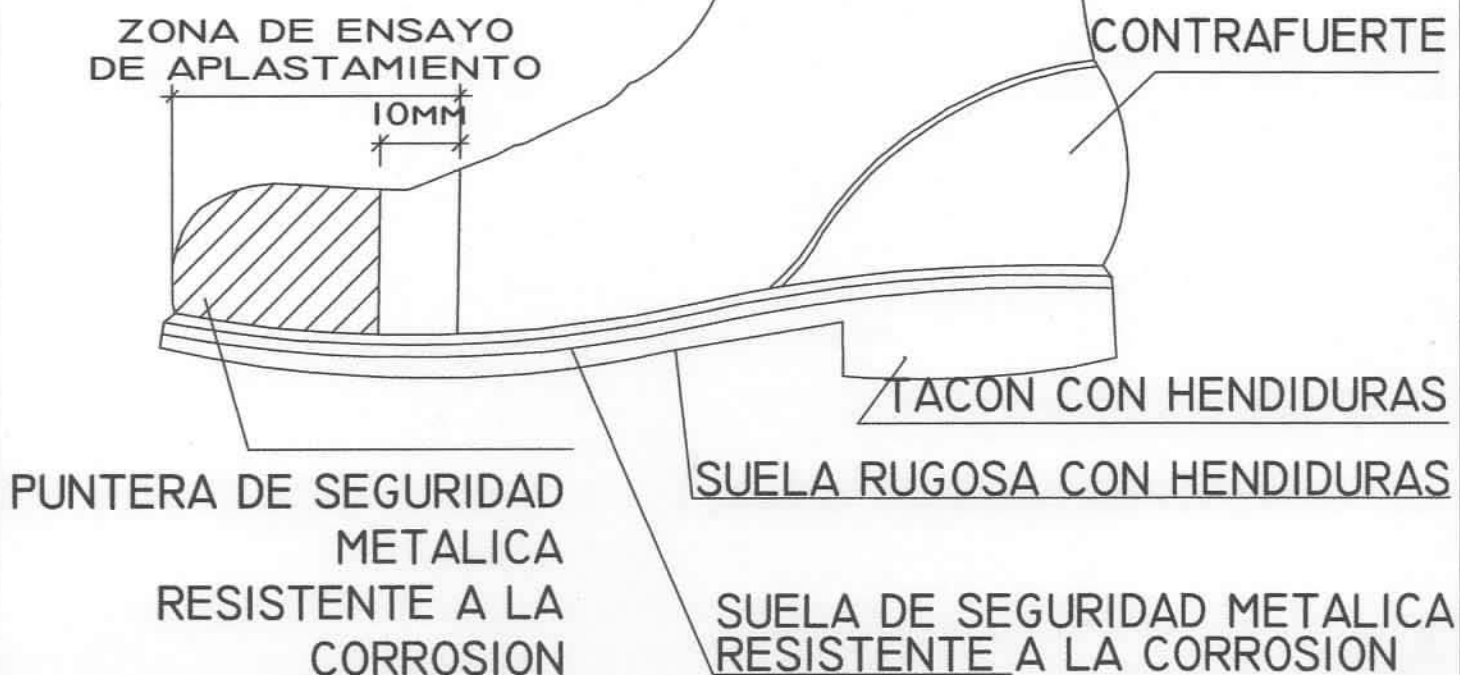 ZONA DE ENSAYO
DE APLASTAMIENTO
10MM
CONTRAFUERTE
TACON CON HENDIDURAS
SUELA RUGOSA CON HENDIDURAS
PUNTERA DE SEGURIDAD
METALICA
RESISTENTE A LA
CORROSION
SUELA DE SEGURIDAD METALICA
RESISTENTE A LA CORROSION